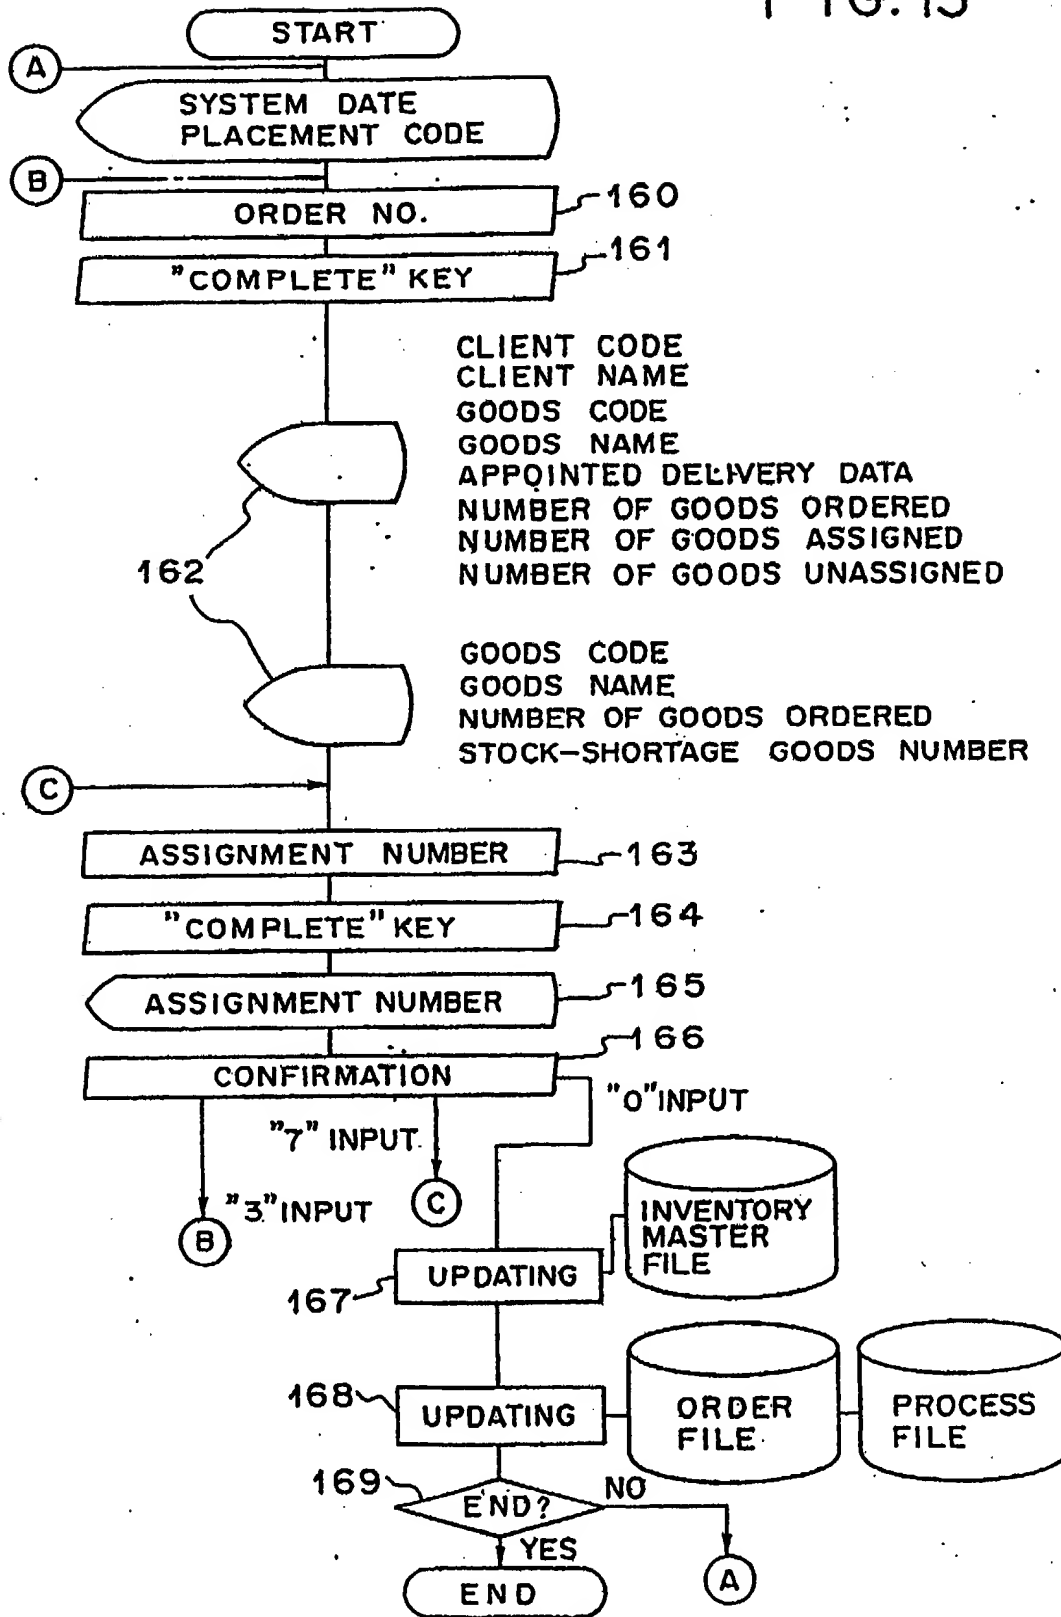 FIG. 15
START
A
SYSTEM DATE
PLACEMENT CODE
B
ORDER NO.
160
"COMPLETE" KEY
161
CLIENT CODE
CLIENT NAME
GOODS CODE
GOODS NAME
APPOINTED DELIVERY DATA
NUMBER OF GOODS ORDERED
NUMBER OF GOODS ASSIGNED
NUMBER OF GOODS UNASSIGNED
162
GOODS CODE
GOODS NAME
NUMBER OF GOODS ORDERED
STOCK-SHORTAGE GOODS NUMBER
C
ASSIGNMENT NUMBER
163
"COMPLETE" KEY
164
ASSIGNMENT NUMBER
165
CONFIRMATION
166
"0" INPUT
"7" INPUT
"3" INPUT
C
B
INVENTORY
MASTER
FILE
UPDATING
167
168
UPDATING
ORDER
FILE
PROCESS
FILE
169
END?
NO
YES
A
END